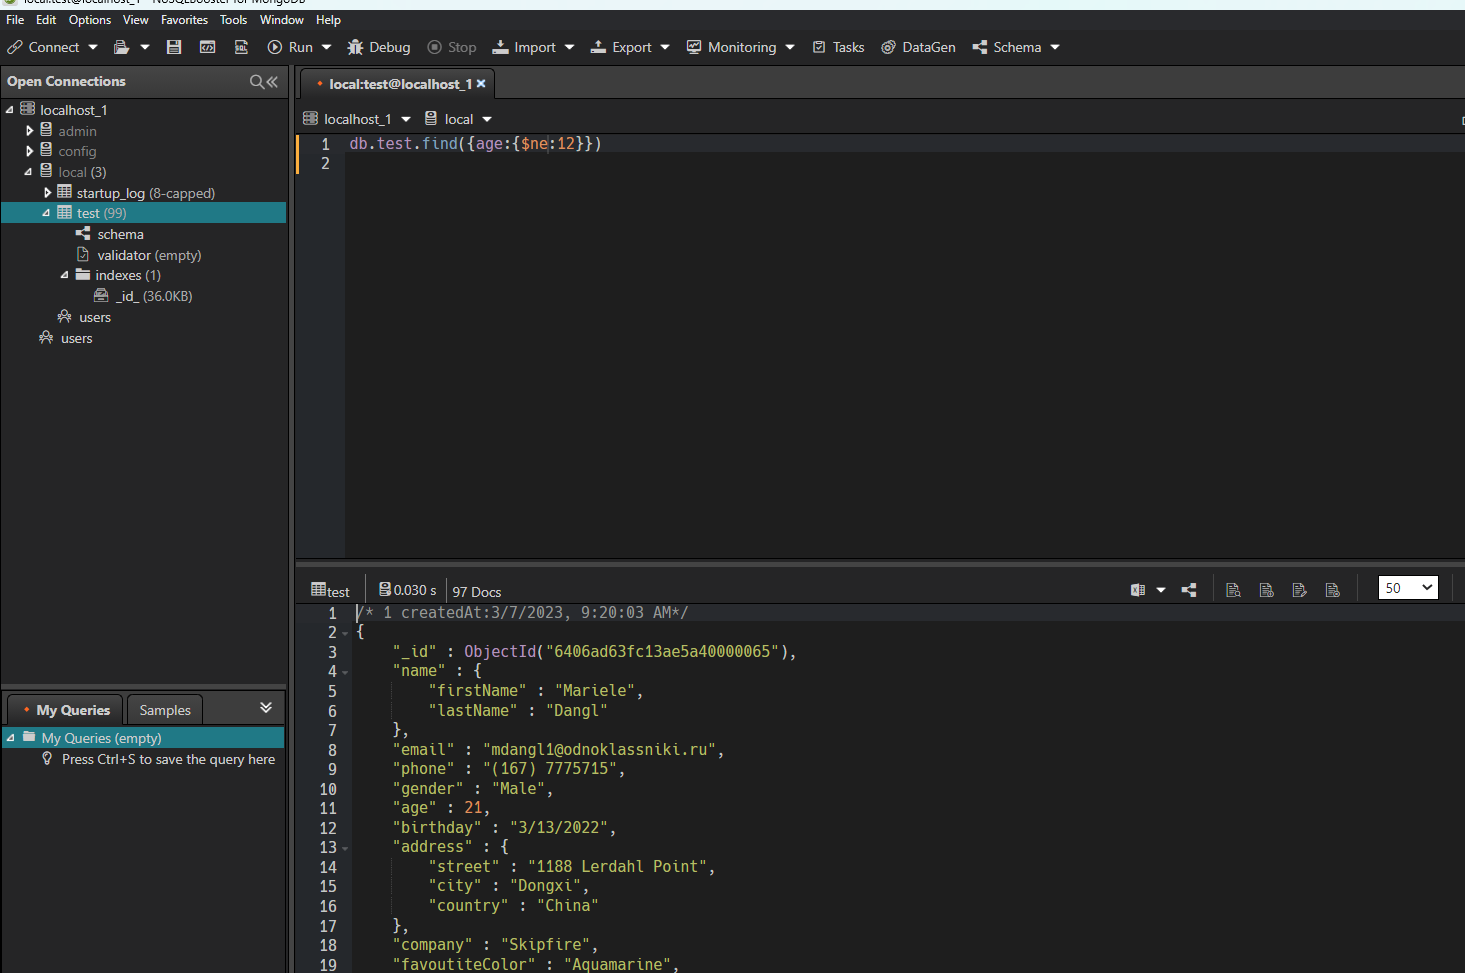 local:test@localhost_1 - NoSQLBooster for MongoDB
File Edit Options View Favorites Tools Window Help
Connect Run Debug Stop Import Export Monitoring Tasks DataGen Schema
Open Connections
localhost_1
admin
config
local (3)
startup_log (8-capped)
test (99)
schema
validator (empty)
indexes (1)
_id_ (36.0KB)
users
users
My Queries Samples
My Queries (empty)
Press Ctrl+S to save the query here
local:test@localhost_1
localhost_1 local
1 db.test.find({age:{$ne:12}})
2
test 0.030 s 97 Docs 50
1 /* 1 createdAt:3/7/2023, 9:20:03 AM*/
2 {
3 "_id" : ObjectId("6406ad63fc13ae5a40000065"),
4 "name" : {
5 "firstName" : "Mariele",
6 "lastName" : "Dangl"
7 },
8 "email" : "mdangl1@odnoklassniki.ru",
9 "phone" : "(167) 7775715",
10 "gender" : "Male",
11 "age" : 21,
12 "birthday" : "3/13/2022",
13 "address" : {
14 "street" : "1188 Lerdahl Point",
15 "city" : "Dongxi",
16 "country" : "China"
17 },
18 "company" : "Skipfire",
19 "favoutiteColor" : "Aquamarine",